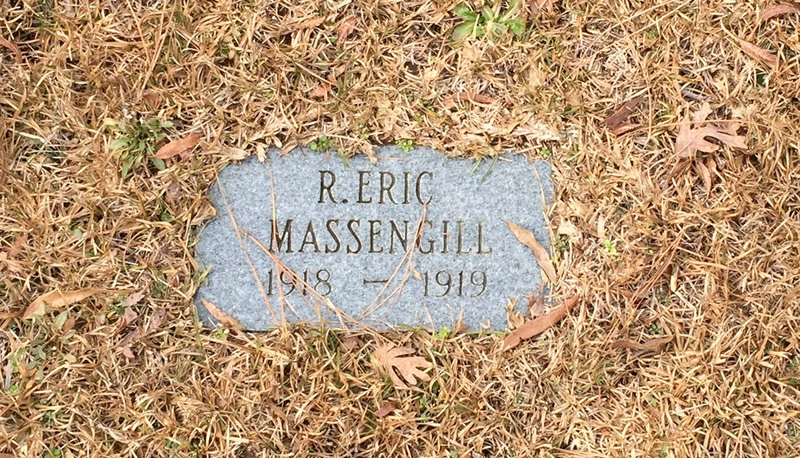 R. ERIC
MASSENGILL
1918 — 1919